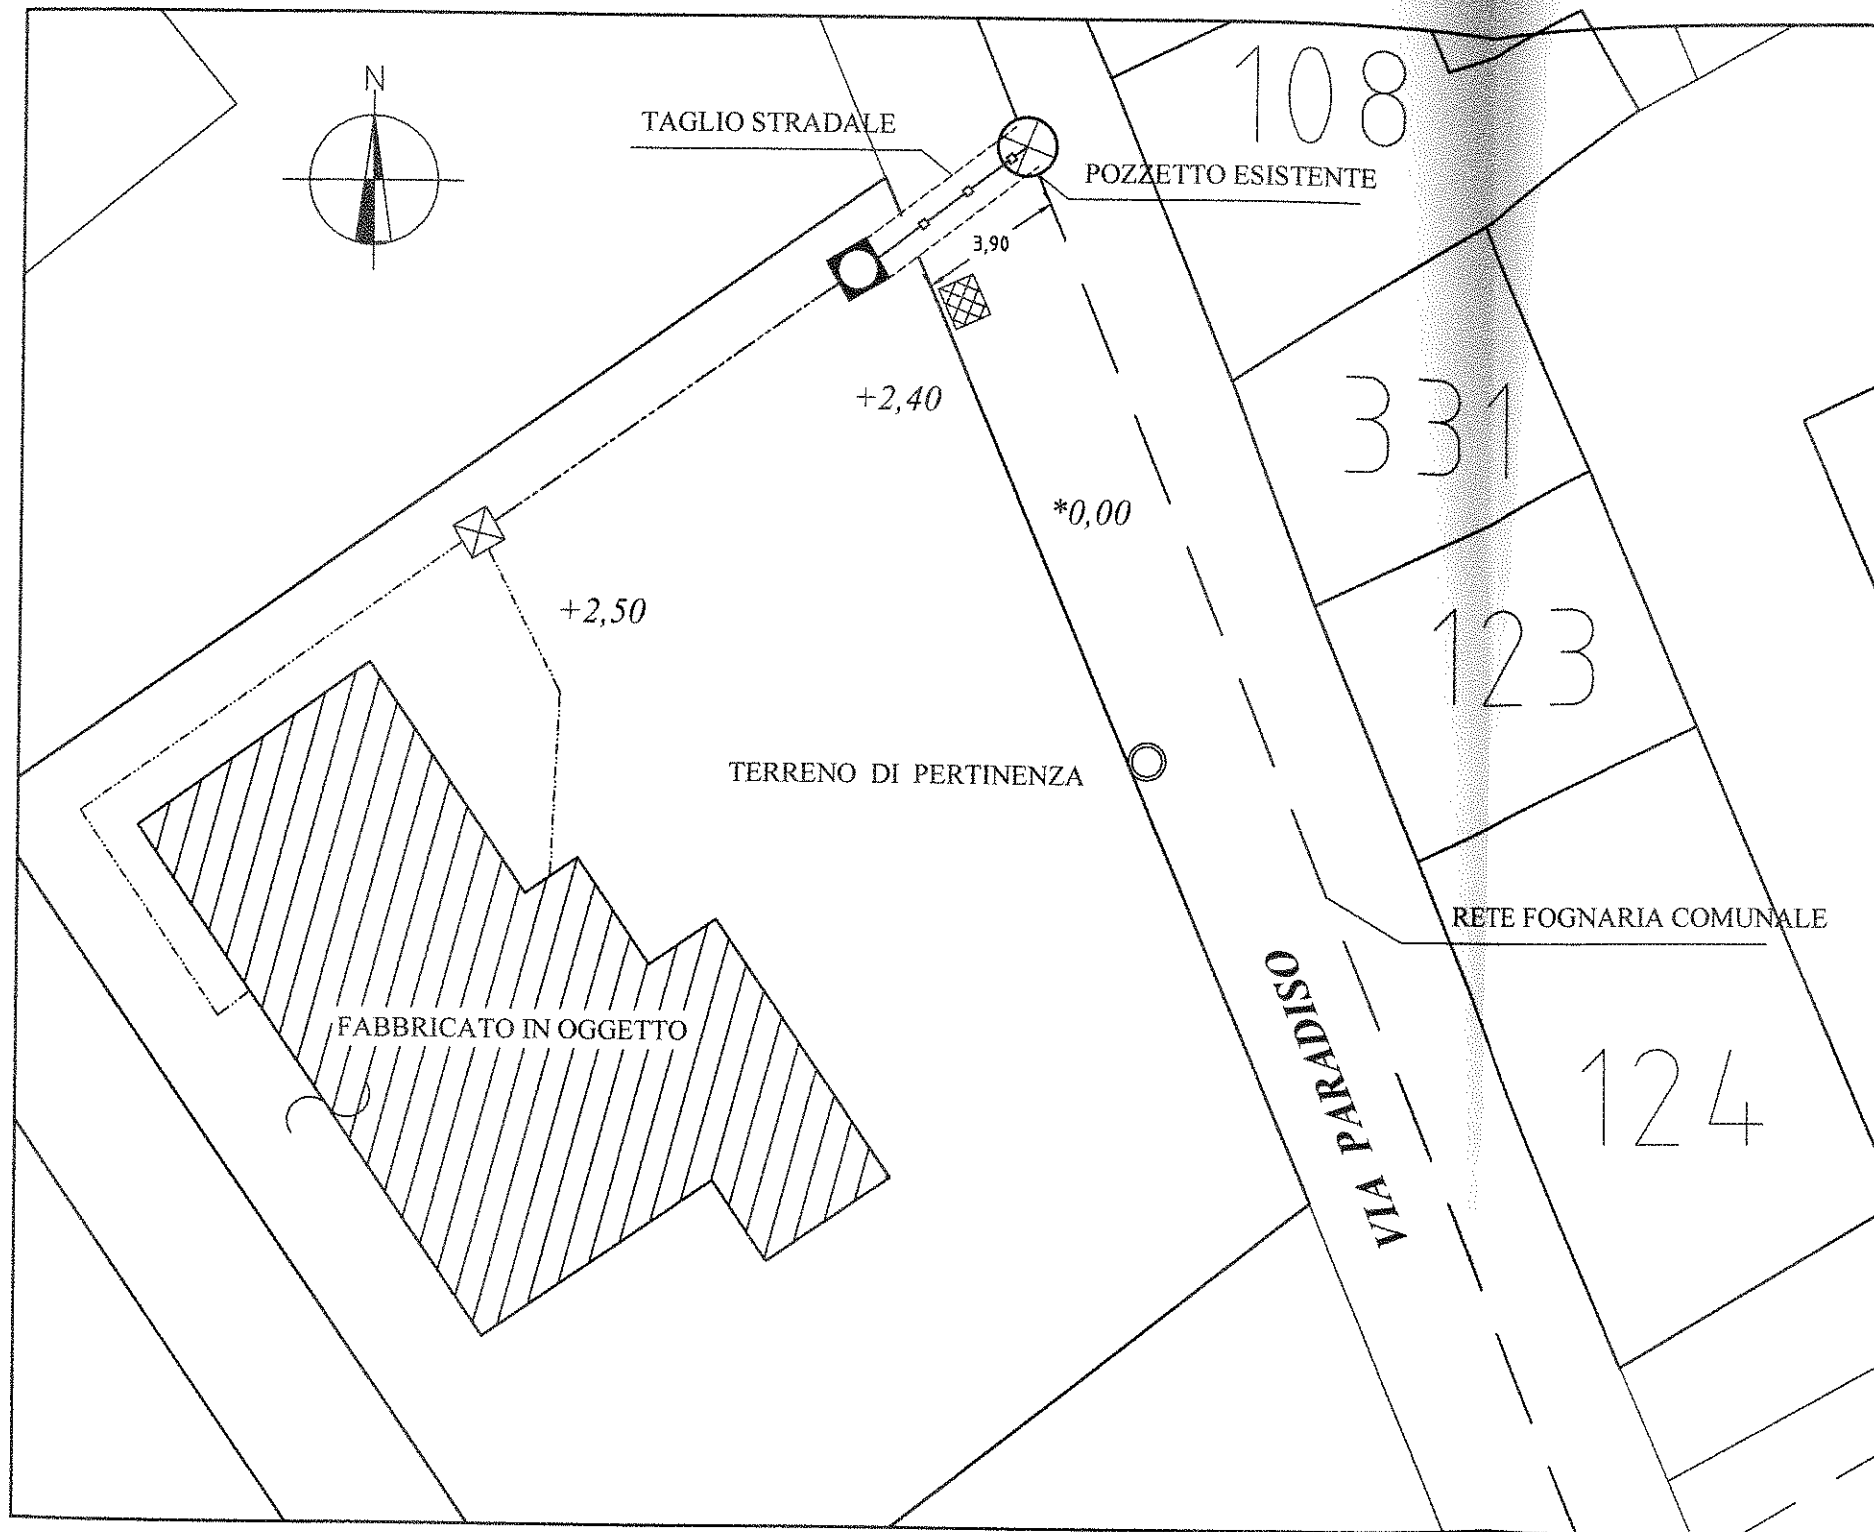 N
TAGLIO STRADALE
108
POZZETTO ESISTENTE
3,90
+2,40
331
*0,00
+2,50
123
TERRENO DI PERTINENZA
RETE FOGNARIA COMUNALE
VIA PARADISO
FABBRICATO IN OGGETTO
124